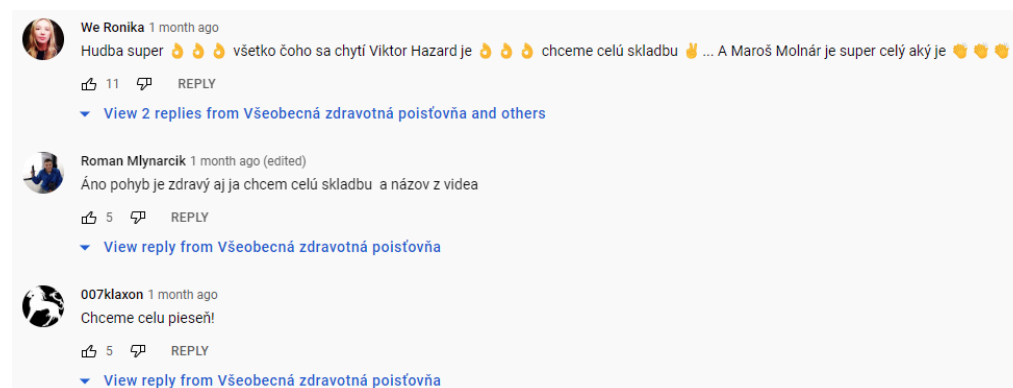 We Ronika 1 month ago
Hudba super 👌 👌 👌 všetko čoho sa chytí Viktor Hazard je 👌 👌 👌 chceme celú skladbu ✌ ... A Maroš Molnár je super celý aký je 👏 👏 👏
11 REPLY
View 2 replies from Všeobecná zdravotná poisťovňa and others
Roman Mlynarcik 1 month ago (edited)
Áno pohyb je zdravý aj ja chcem celú skladbu a názov z videa
5 REPLY
View reply from Všeobecná zdravotná poisťovňa
007klaxon 1 month ago
Chceme celu pieseň!
5 REPLY
View reply from Všeobecná zdravotná poisťovňa